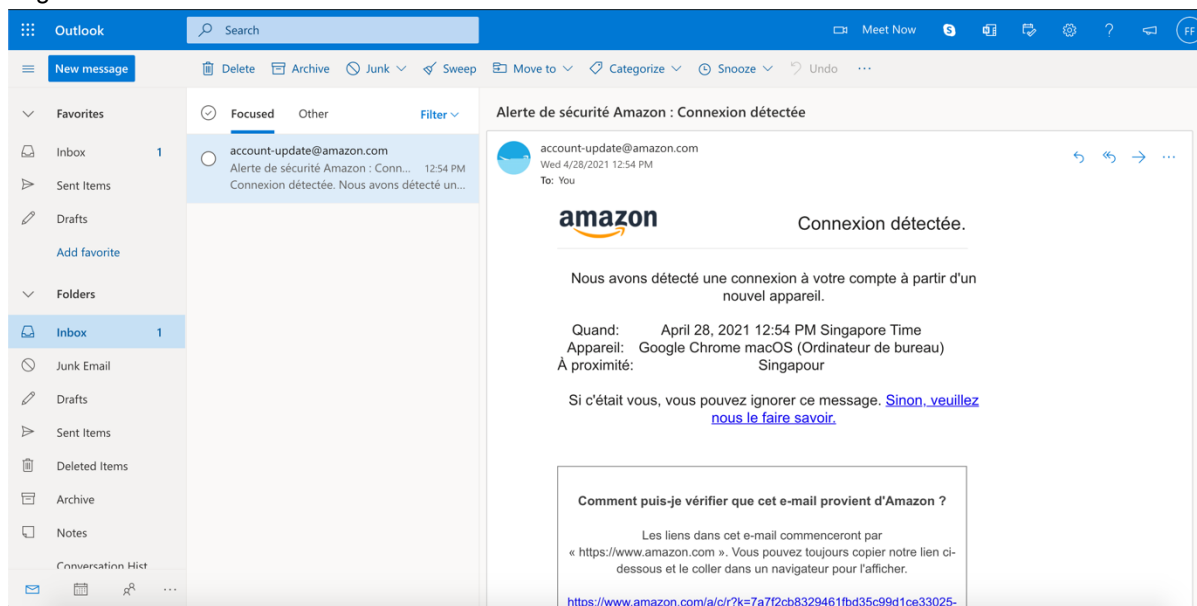 Outlook
Search
Meet Now
FF
New message
Delete Archive Junk Sweep Move to Categorize Snooze Undo
Favorites
Inbox 1
Sent Items
Drafts
Add favorite
Folders
Inbox 1
Junk Email
Drafts
Sent Items
Deleted Items
Archive
Notes
Conversation Hist
Focused Other Filter
account-update@amazon.com
Alerte de sécurité Amazon : Conn... 12:54 PM
Connexion détectée. Nous avons détecté un...
Alerte de sécurité Amazon : Connexion détectée
account-update@amazon.com
Wed 4/28/2021 12:54 PM
To: You
amazon
Connexion détectée.
Nous avons détecté une connexion à votre compte à partir d'un
nouvel appareil.
Quand: April 28, 2021 12:54 PM Singapore Time
Appareil: Google Chrome macOS (Ordinateur de bureau)
À proximité: Singapour
Si c'était vous, vous pouvez ignorer ce message. Sinon, veuillez
nous le faire savoir.
Comment puis-je vérifier que cet e-mail provient d'Amazon ?
Les liens dans cet e-mail commenceront par
« https://www.amazon.com ». Vous pouvez toujours copier notre lien ci-
dessous et le coller dans un navigateur pour l'afficher.
https://www.amazon.com/a/c/r?k=7a7f2cb8329461fbd35c99d1ce33025-